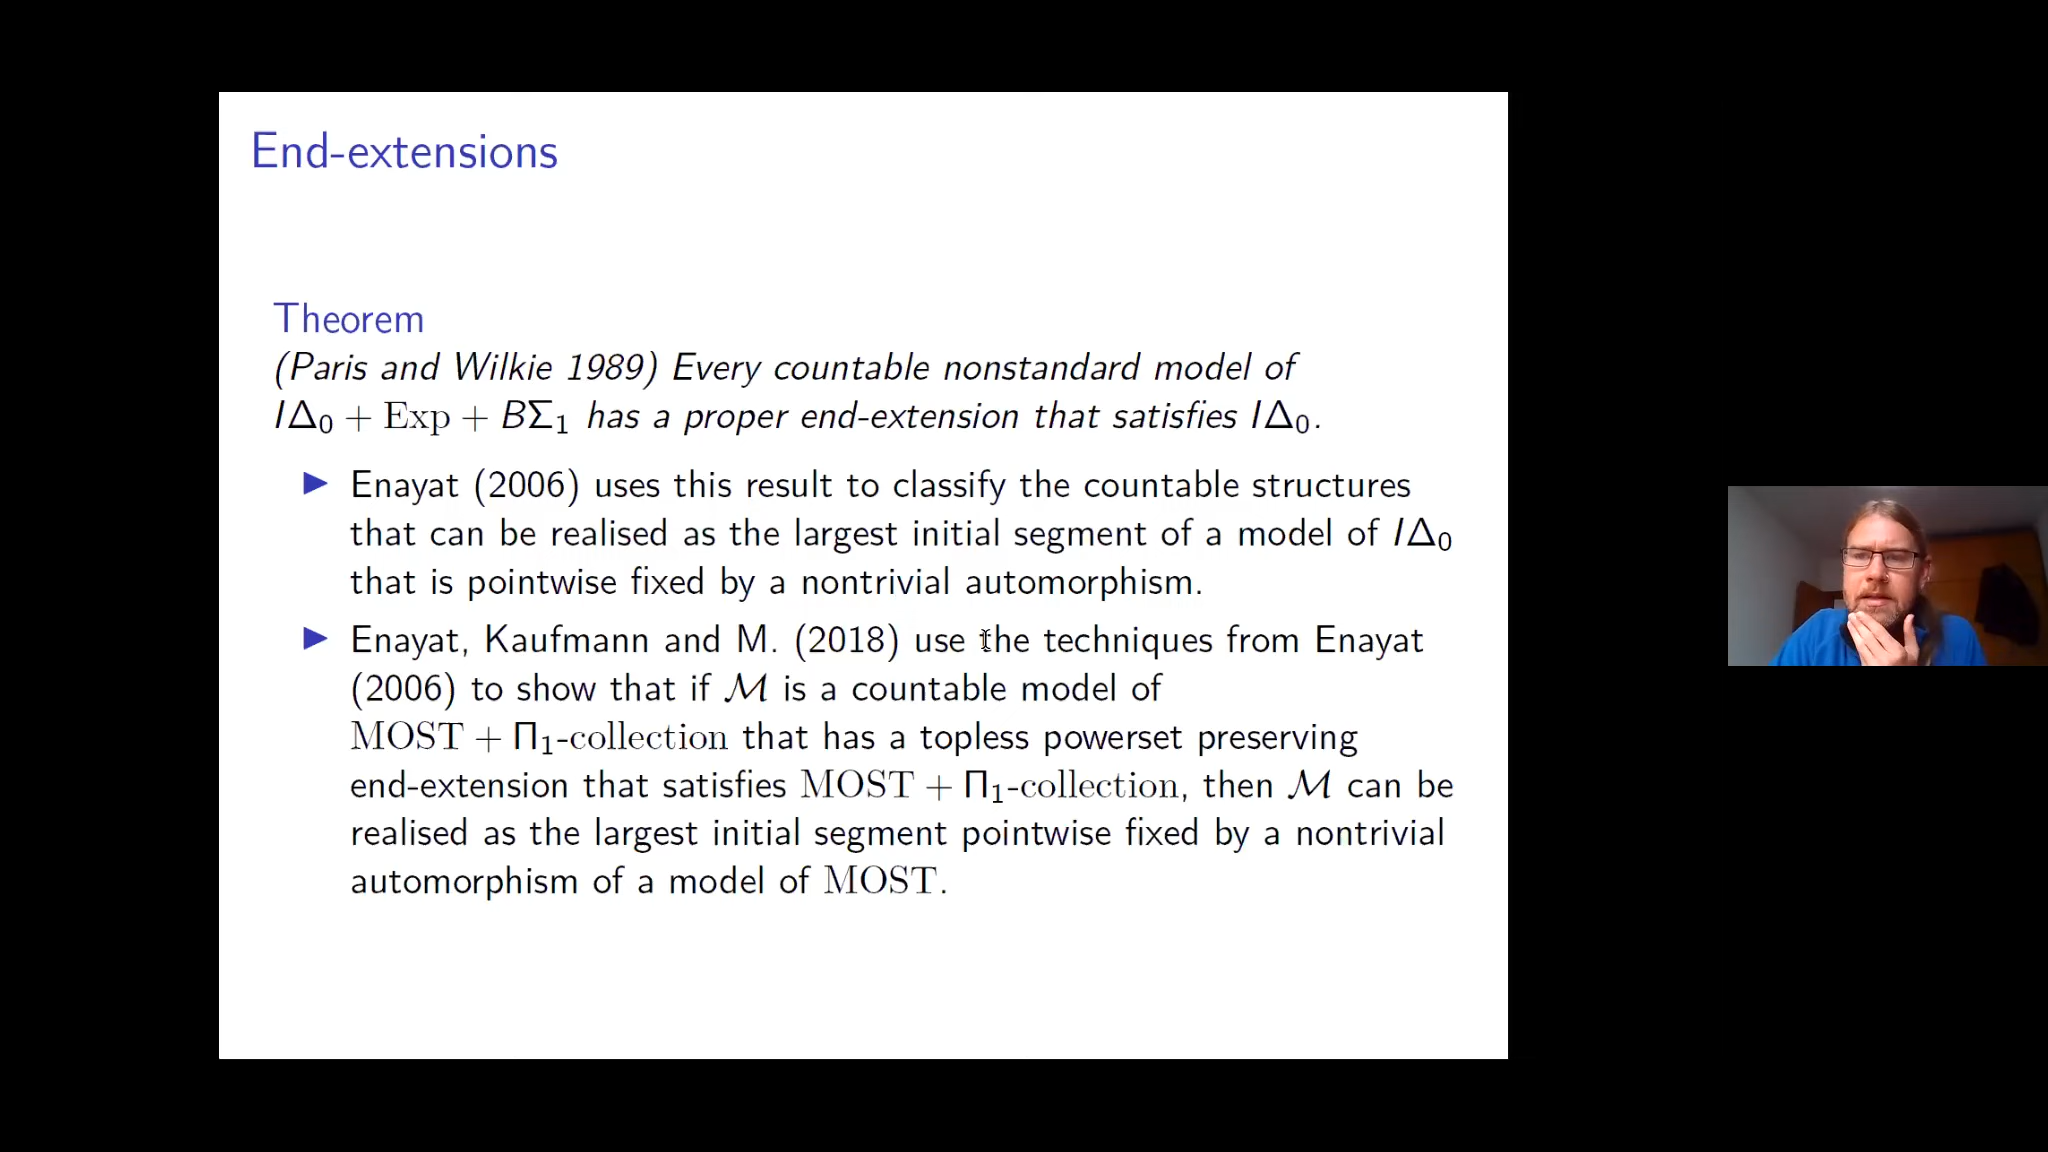 End-extensions
Theorem
(Paris and Wilkie 1989) Every countable nonstandard model of
IΔ₀ + Exp + BΣ₁ has a proper end-extension that satisfies IΔ₀.
▶ Enayat (2006) uses this result to classify the countable structures
that can be realised as the largest initial segment of a model of IΔ₀
that is pointwise fixed by a nontrivial automorphism.
▶ Enayat, Kaufmann and M. (2018) use the techniques from Enayat
(2006) to show that if ℳ is a countable model of
MOST + Π₁-collection that has a topless powerset preserving
end-extension that satisfies MOST + Π₁-collection, then ℳ can be
realised as the largest initial segment pointwise fixed by a nontrivial
automorphism of a model of MOST.